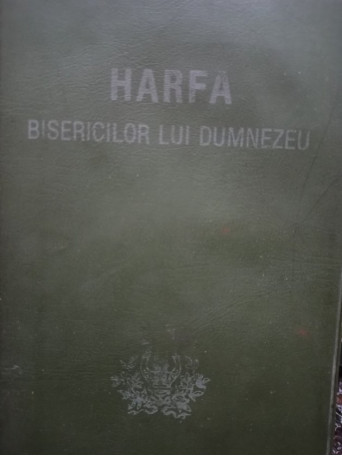 HARFA
BISERICILOR LUI DUMNEZEU